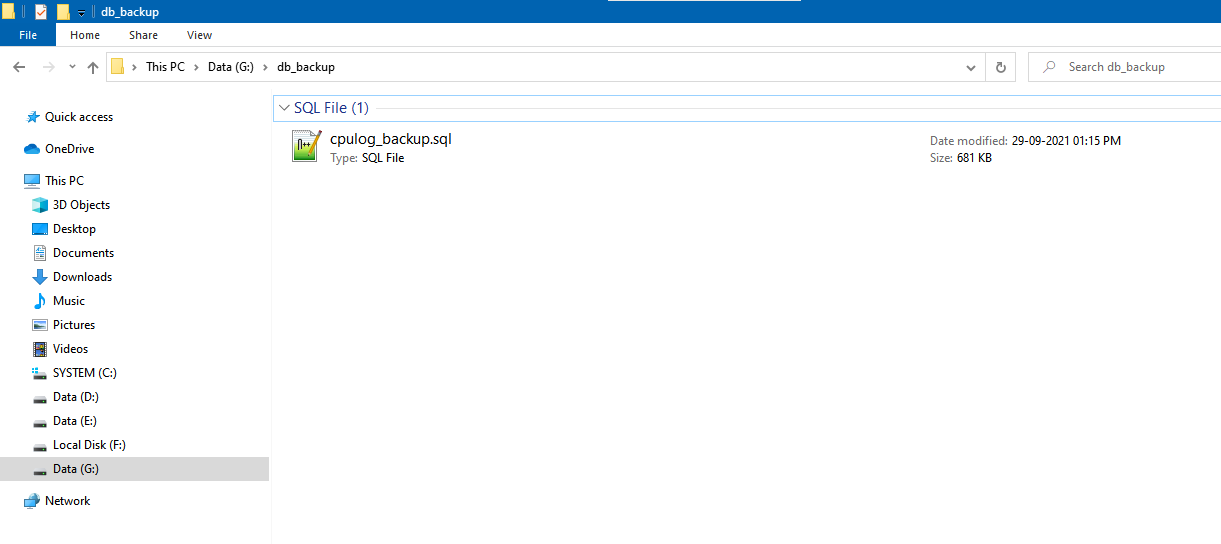 db_backup
File Home Share View
This PC Data (G:) db_backup
Search db_backup
Quick access
OneDrive
This PC
3D Objects
Desktop
Documents
Downloads
Music
Pictures
Videos
SYSTEM (C:)
Data (D:)
Data (E:)
Local Disk (F:)
Data (G:)
Network
SQL File (1)
cpulog_backup.sql
Type: SQL File
Date modified: 29-09-2021 01:15 PM
Size: 681 KB